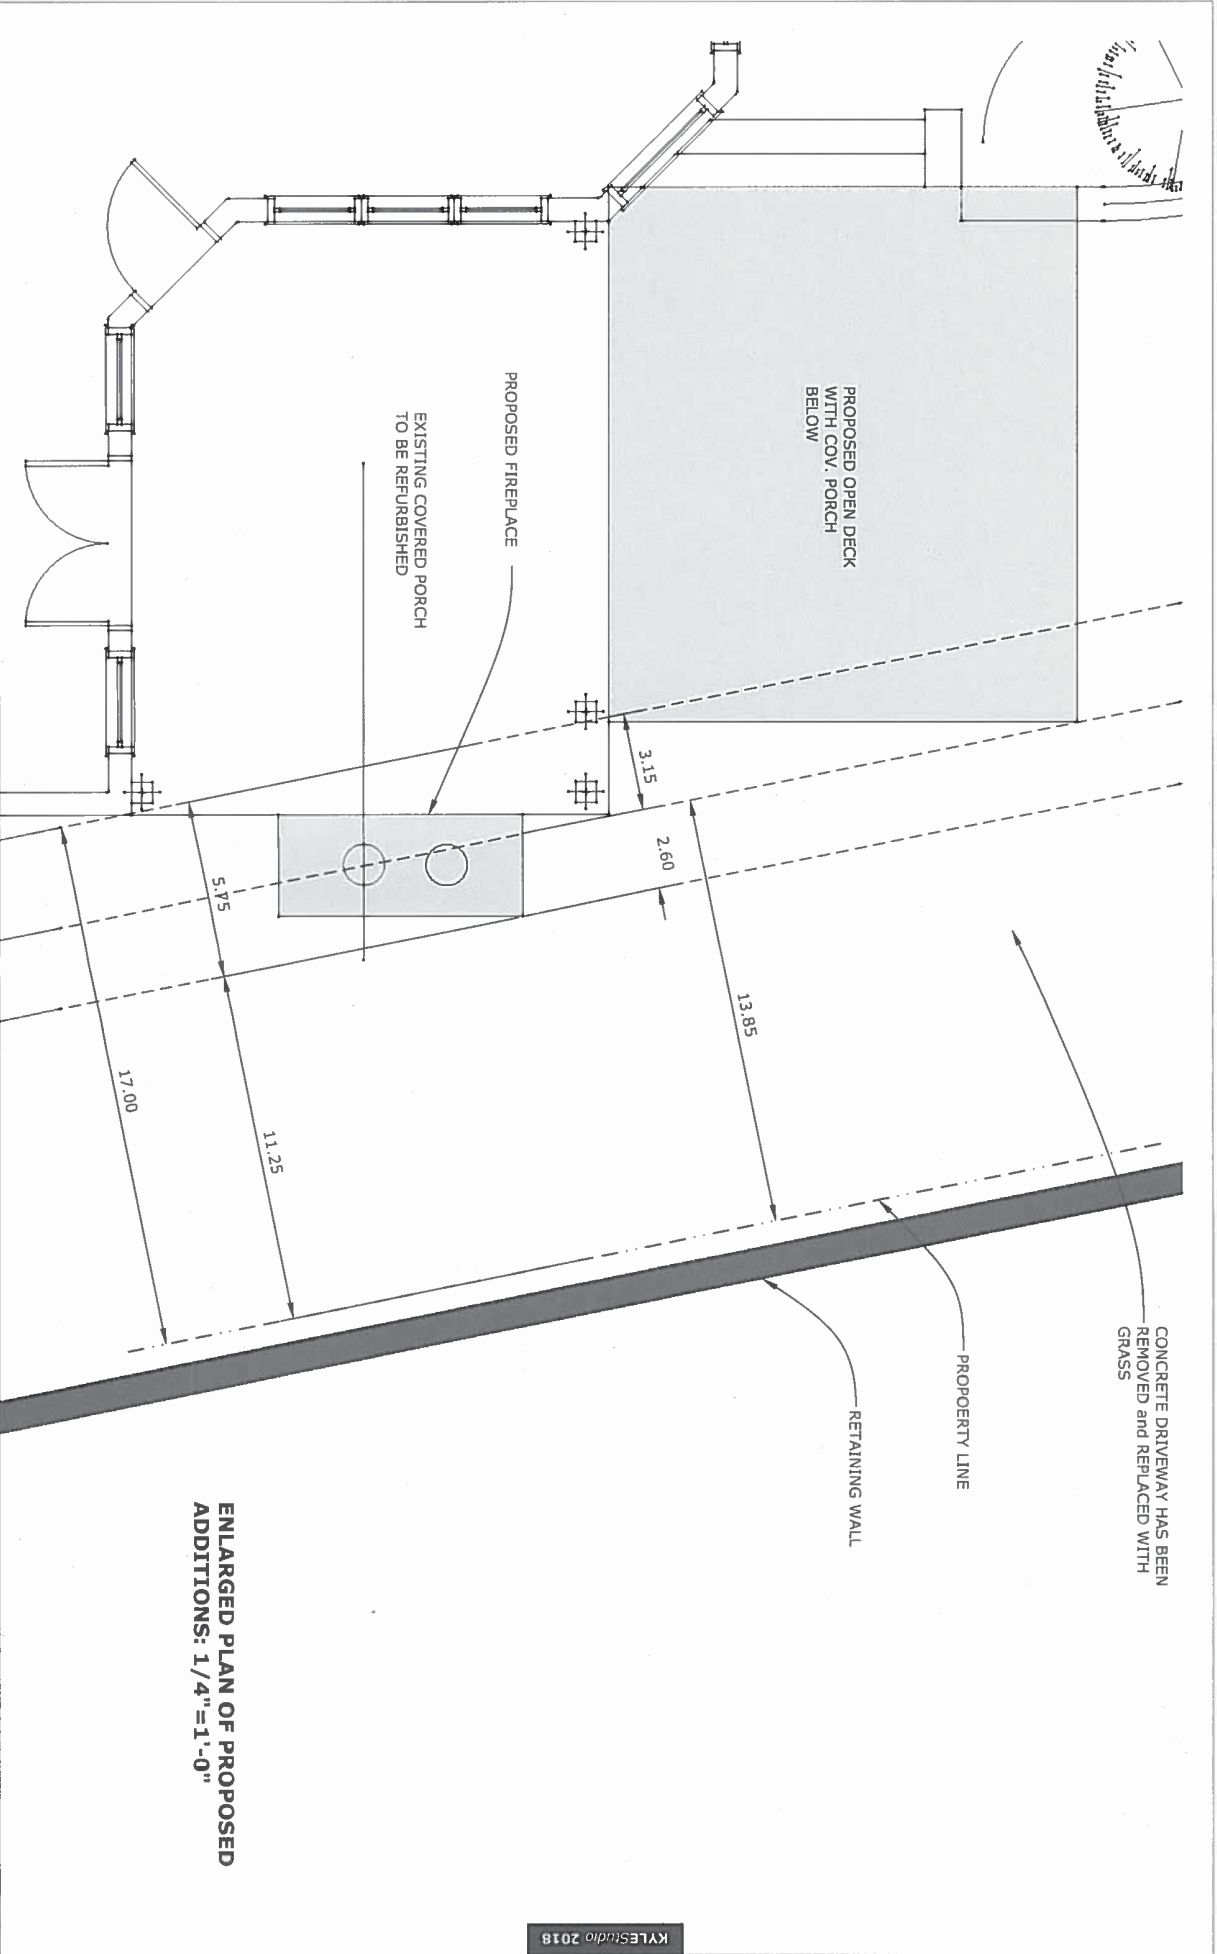 CONCRETE DRIVEWAY HAS BEEN
REMOVED and REPLACED WITH
GRASS
PROPOERTY LINE
RETAINING WALL
PROPOSED OPEN DECK
WITH COV. PORCH
BELOW
13.85
2.60
3.15
PROPOSED FIREPLACE
EXISTING COVERED PORCH
TO BE REFURBISHED
11.25
5.75
17.00
ENLARGED PLAN OF PROPOSED
ADDITIONS: 1/4"=1'-0"
KYLEStudio 2018